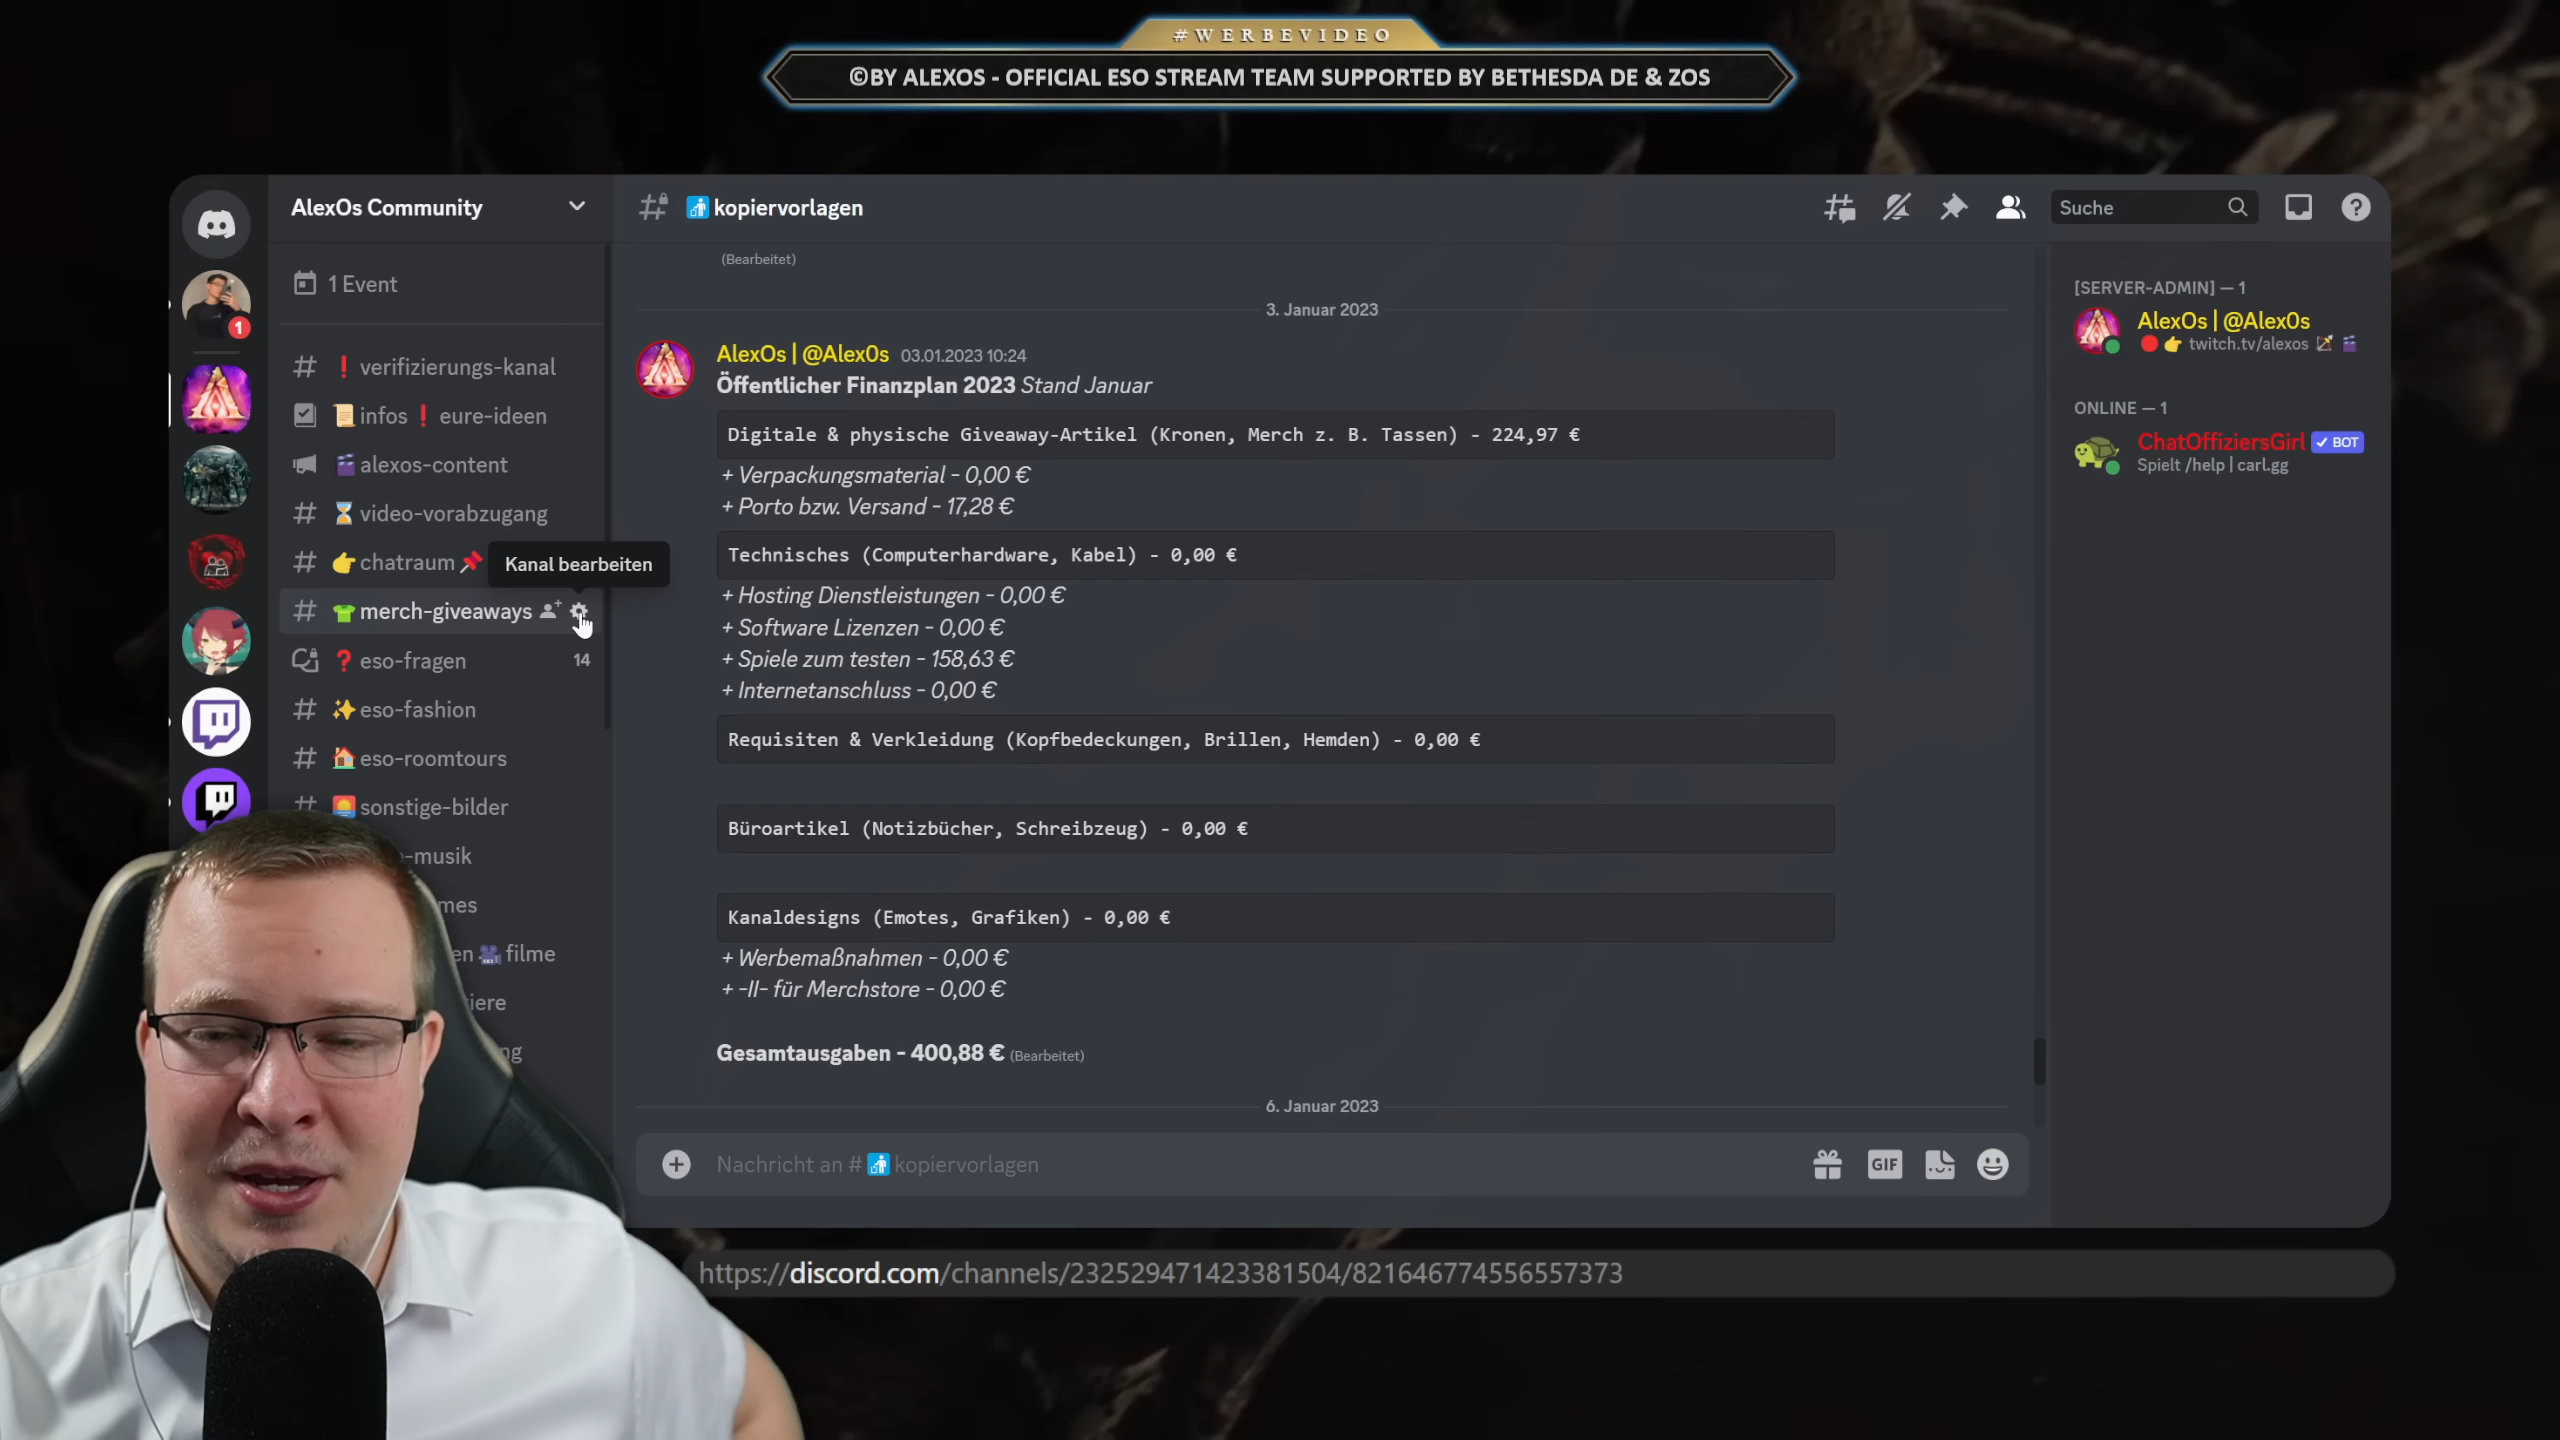 #WERBEVIDEO
©BY ALEXOS - OFFICIAL ESO STREAM TEAM SUPPORTED BY BETHESDA DE & ZOS
AlexOs Community
1 Event
verifizierungs-kanal
infos eure-ideen
alexos-content
video-vorabzugang
chatraum
Kanal bearbeiten
merch-giveaways
eso-fragen 14
eso-fashion
eso-roomtours
sonstige-bilder
-musik
filme
1
kopiervorlagen
Suche
(Bearbeitet)
3. Januar 2023
AlexOs | @Alex0s 03.01.2023 10:24
Öffentlicher Finanzplan 2023 Stand Januar
Digitale & physische Giveaway-Artikel (Kronen, Merch z. B. Tassen) - 224,97 €
+ Verpackungsmaterial - 0,00 €
+ Porto bzw. Versand - 17,28 €
Technisches (Computerhardware, Kabel) - 0,00 €
+ Hosting Dienstleistungen - 0,00 €
+ Software Lizenzen - 0,00 €
+ Spiele zum testen - 158,63 €
+ Internetanschluss - 0,00 €
Requisiten & Verkleidung (Kopfbedeckungen, Brillen, Hemden) - 0,00 €
Büroartikel (Notizbücher, Schreibzeug) - 0,00 €
Kanaldesigns (Emotes, Grafiken) - 0,00 €
+ Werbemaßnahmen - 0,00 €
+ -II- für Merchstore - 0,00 €
Gesamtausgaben - 400,88 € (Bearbeitet)
6. Januar 2023
Nachricht an # kopiervorlagen
GIF
[SERVER-ADMIN] — 1
AlexOs | @Alex0s
twitch.tv/alexos
ONLINE — 1
ChatOffiziersGirl BOT
Spielt /help | carl.gg
https://discord.com/channels/232529471423381504/821646774556557373